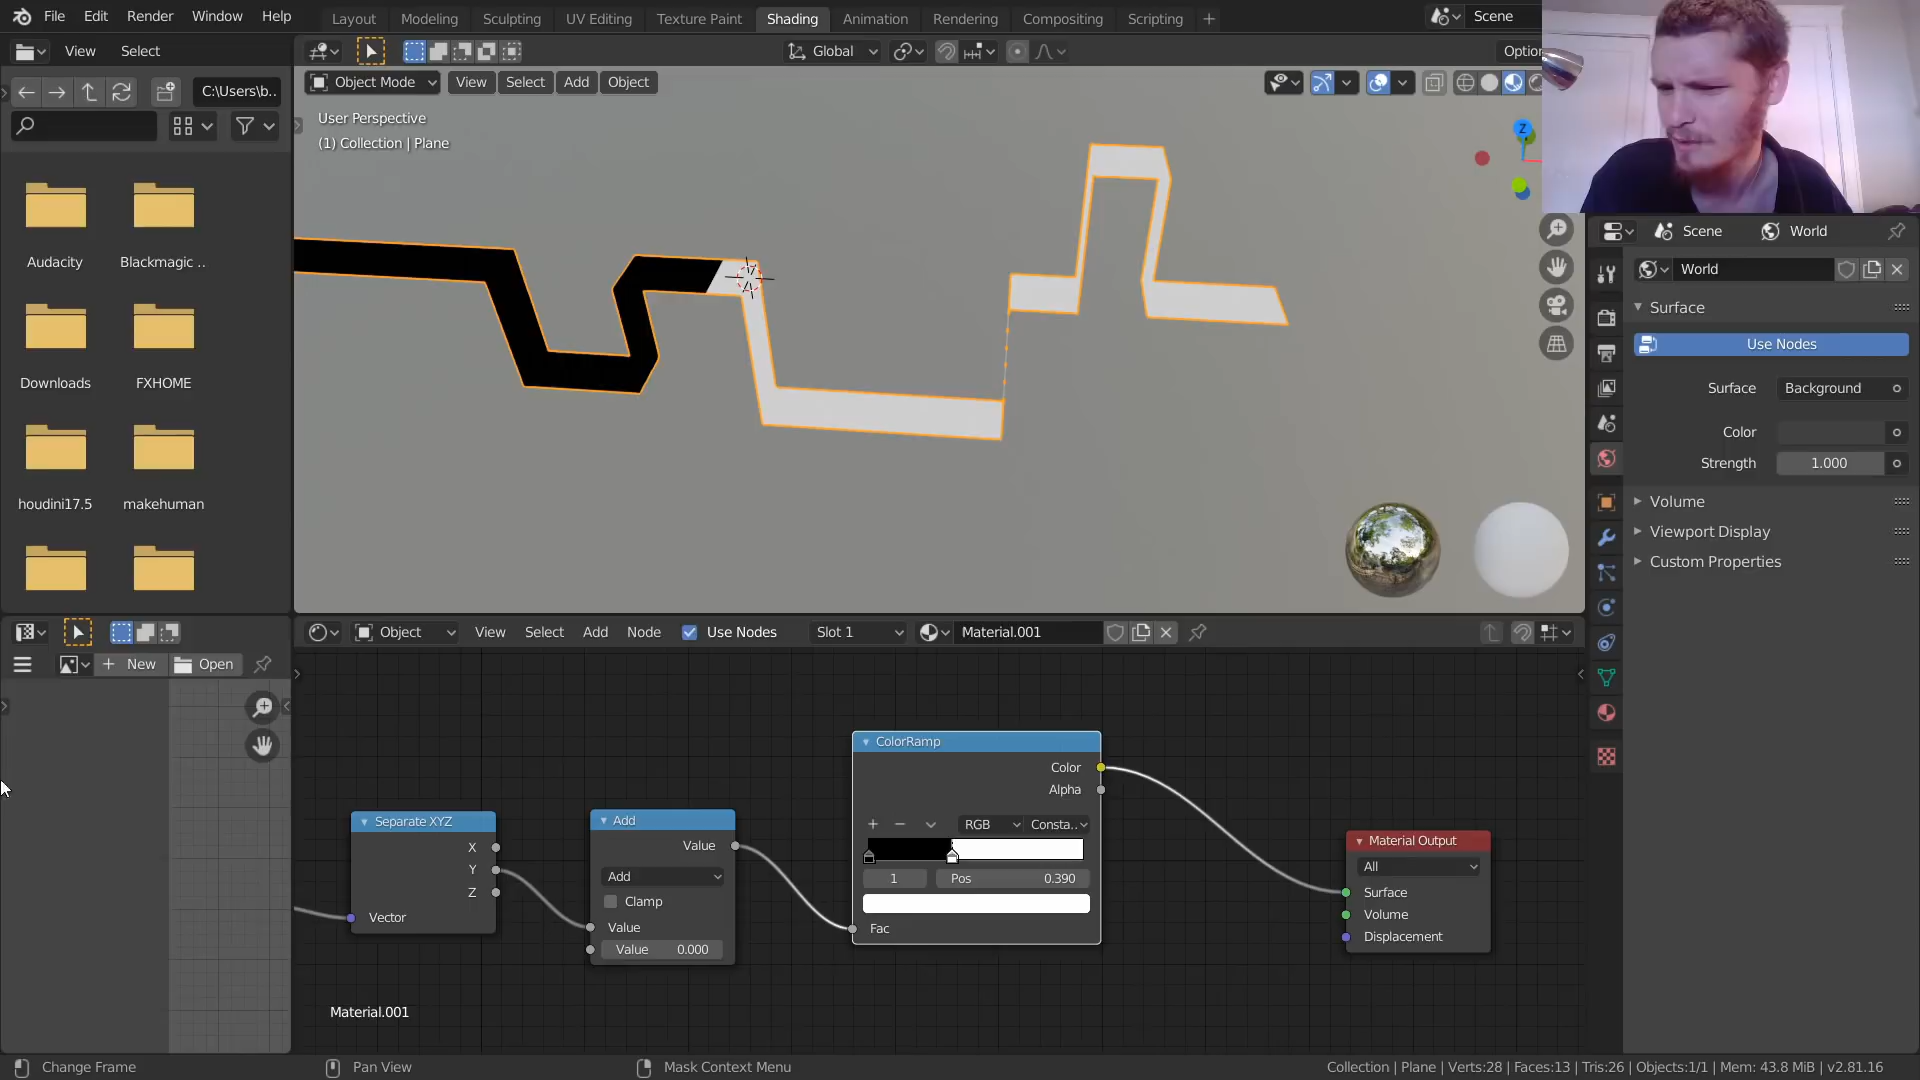 File Edit Render Window Help
Layout Modeling Sculpting UV Editing Texture Paint Shading Animation Rendering Compositing Scripting +
Scene
View Select
Global
Optio
C:\Users\b..
Object Mode View Select Add Object
User Perspective
(1) Collection | Plane
Z
Audacity Blackmagic ..
Downloads FXHOME
houdini17.5 makehuman
Scene World
World
Surface
Use Nodes
Surface Background
Color
Strength 1.000
Volume
Viewport Display
Custom Properties
Object View Select Add Node Use Nodes Slot 1 Material.001
New Open
ColorRamp
Color
Alpha
+ − RGB Consta..
1 Pos 0.390
Fac
Separate XYZ
X
Y
Z
Vector
Add
Value
Add
Clamp
Value
Value 0.000
Material Output
All
Surface
Volume
Displacement
Material.001
Change Frame Pan View Mask Context Menu
Collection | Plane | Verts:28 | Faces:13 | Tris:26 | Objects:1/1 | Mem: 43.8 MiB | v2.81.16